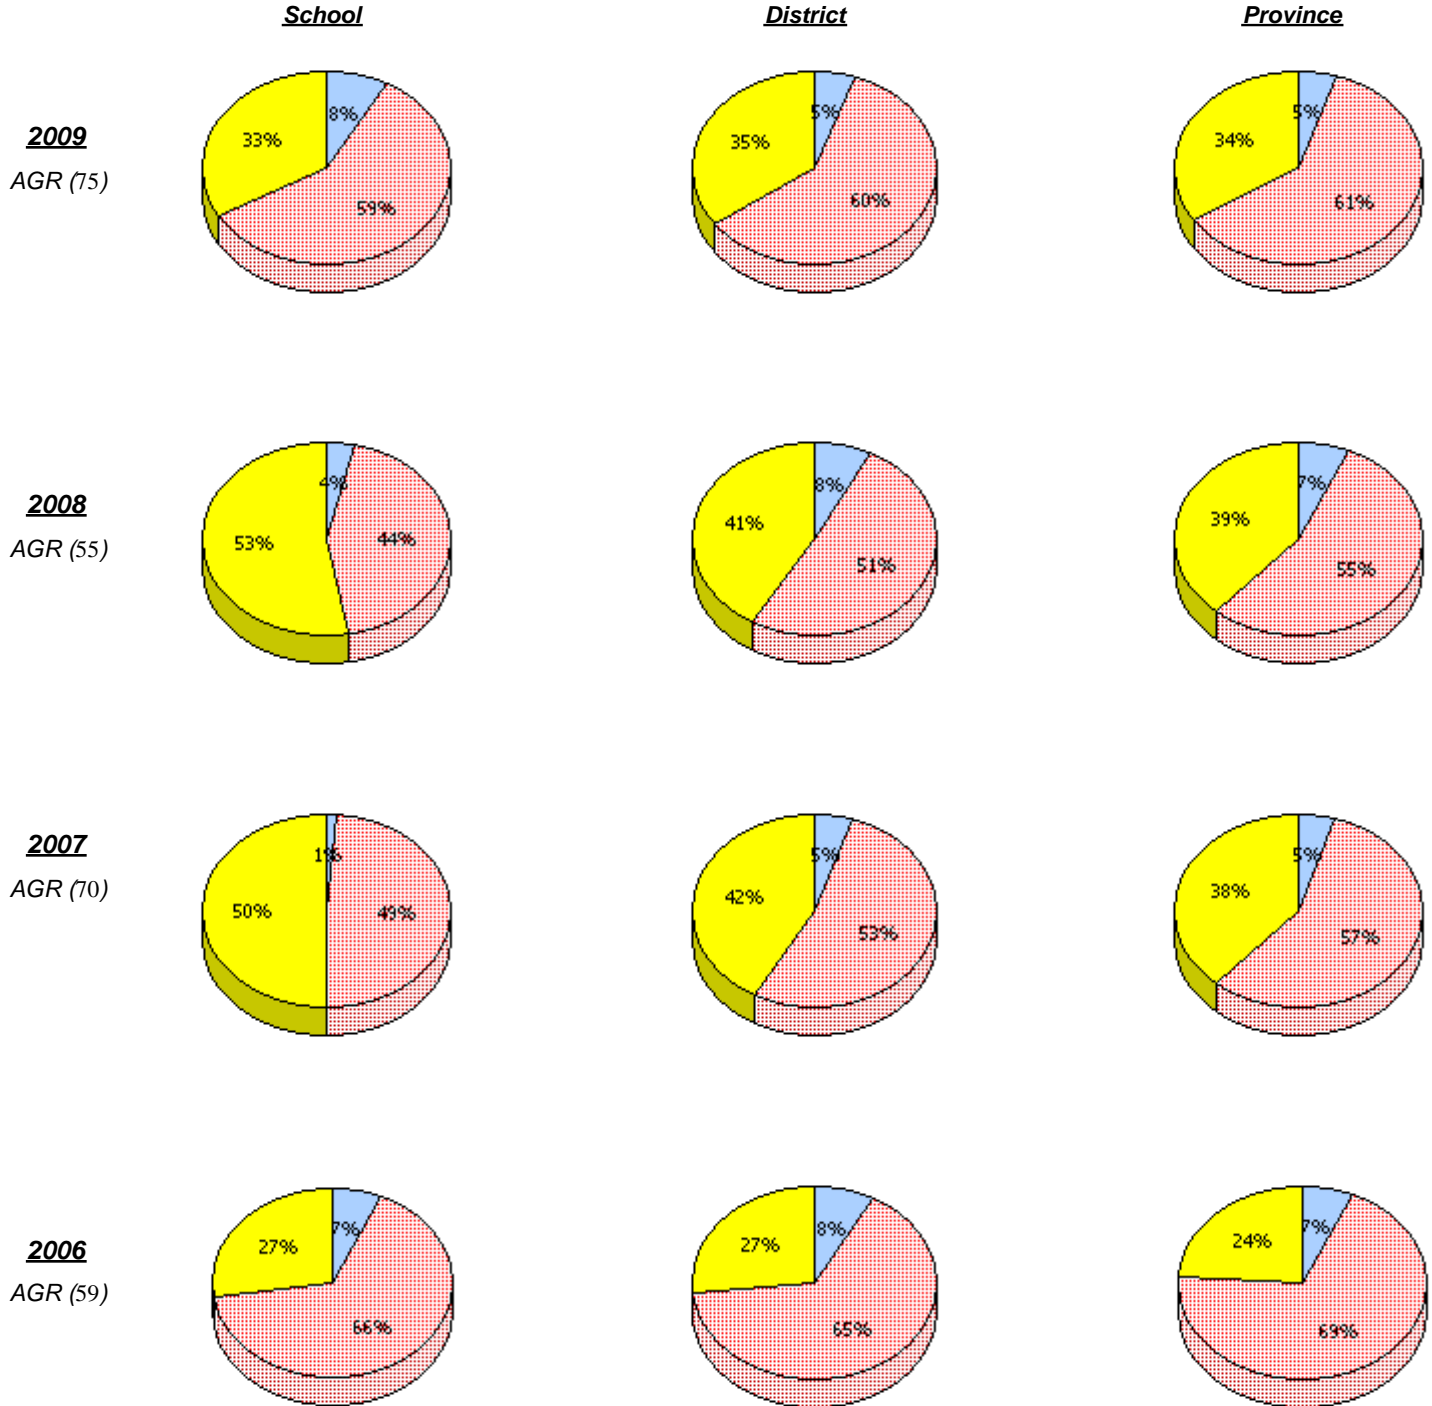 School District Province
2009
AGR (75)
33% 8% 59%
35% 5% 60%
34% 5% 61%
2008
AGR (55)
53% 4% 44%
41% 8% 51%
39% 7% 55%
2007
AGR (70)
50% 1% 49%
42% 5% 53%
38% 5% 57%
2006
AGR (59)
27% 7% 66%
27% 8% 65%
24% 7% 69%